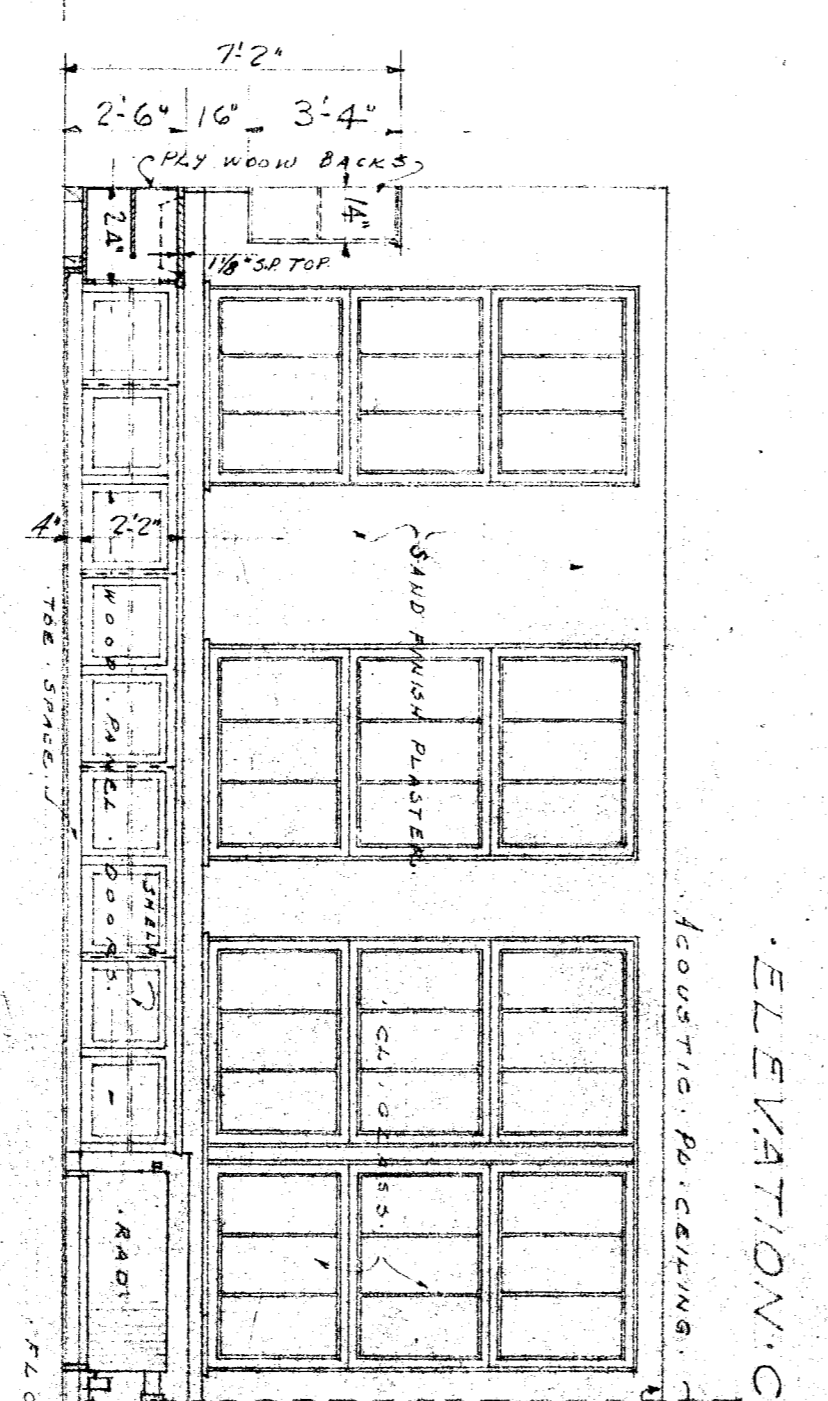 7'-2"
2'-6" 16" 3'-4"
PLY WOOD BACKS
24"
14"
1 1/8" S.P. TOP.
4" 2'-2"
TOE . SPACE .
WOOD . PANEL . DOORS .
SHELF
SAND FINISH PLASTER .
. CL . GLASS .
. RAD .
. ACOUSTIC . PL . CEILING .
. ELEVATION . C
. FLO